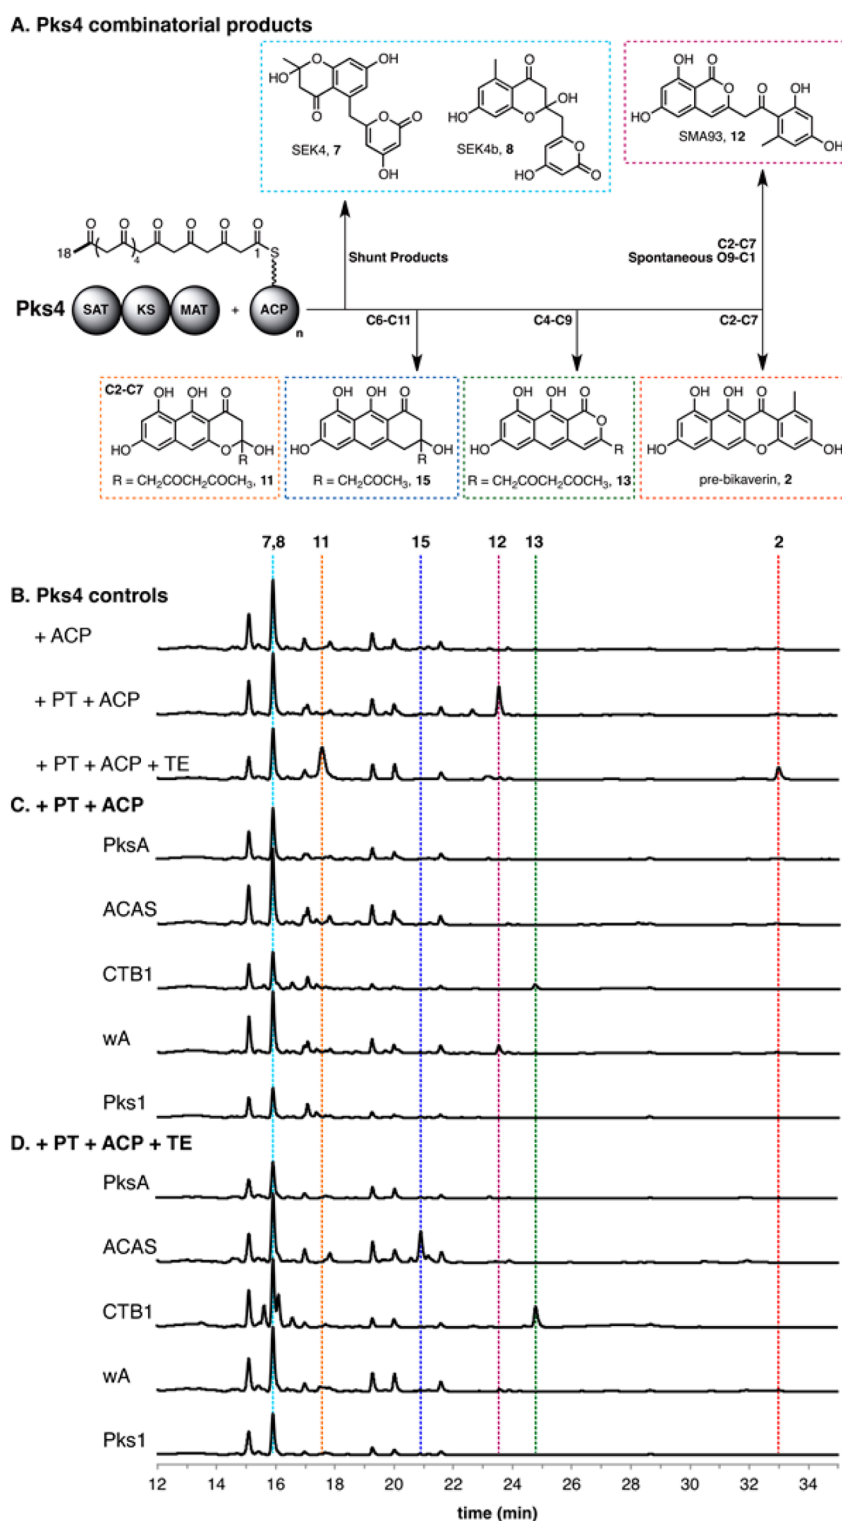 A. Pks4 combinatorial products
SEK4, 7
SEK4b, 8
SMA93, 12
18
4
1
S
Shunt Products
C2-C7
Spontaneous O9-C1
Pks4
SAT
KS
MAT
+
ACP
n
C6-C11
C4-C9
C2-C7
C2-C7
R = CH₂COCH₂COCH₃, 11
R = CH₂COCH₃, 15
R = CH₂COCH₂COCH₃, 13
pre-bikaverin, 2
7,8 11 15 12 13 2
B. Pks4 controls
+ ACP
+ PT + ACP
+ PT + ACP + TE
C. + PT + ACP
PksA
ACAS
CTB1
wA
Pks1
D. + PT + ACP + TE
PksA
ACAS
CTB1
wA
Pks1
12 14 16 18 20 22 24 26 28 30 32 34
time (min)